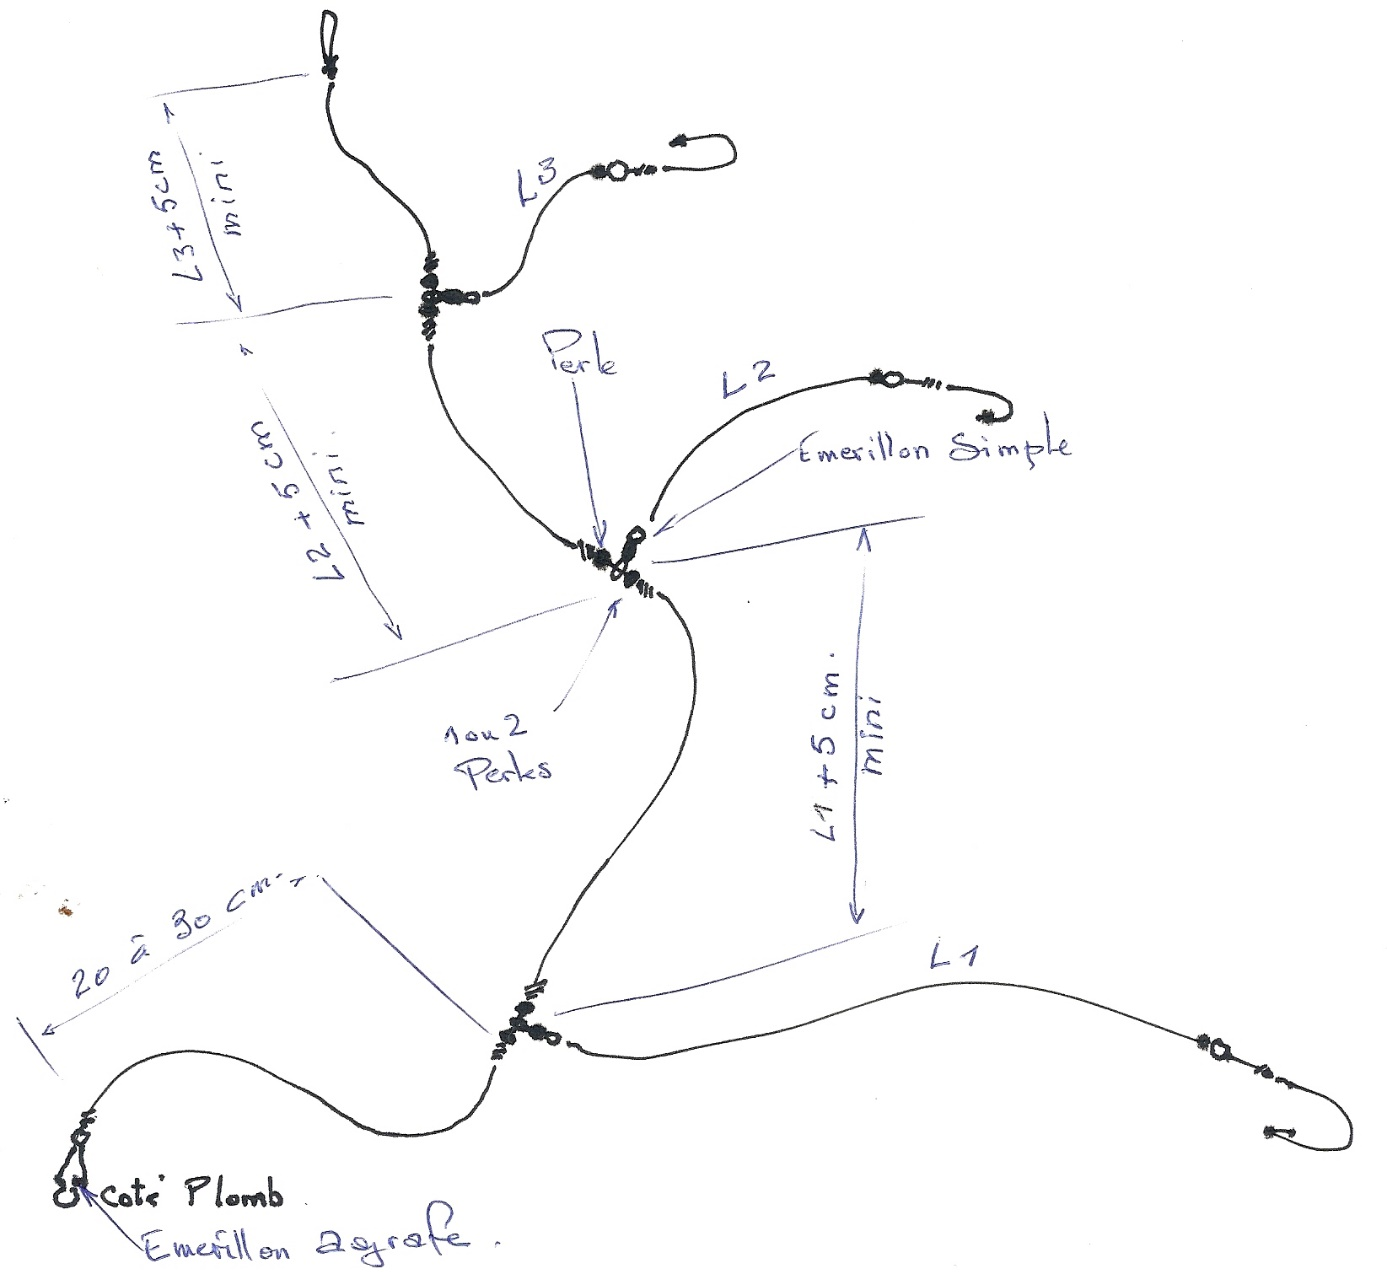 L3
L3+5cm
mini
Perle
L2
Emerillon Simple
L2 + 5 cm
mini.
1 ou 2
Perles
L1 + 5 cm.
mini
20 à 30 cm.
L1
Coté Plomb
Emerillon agrafe.